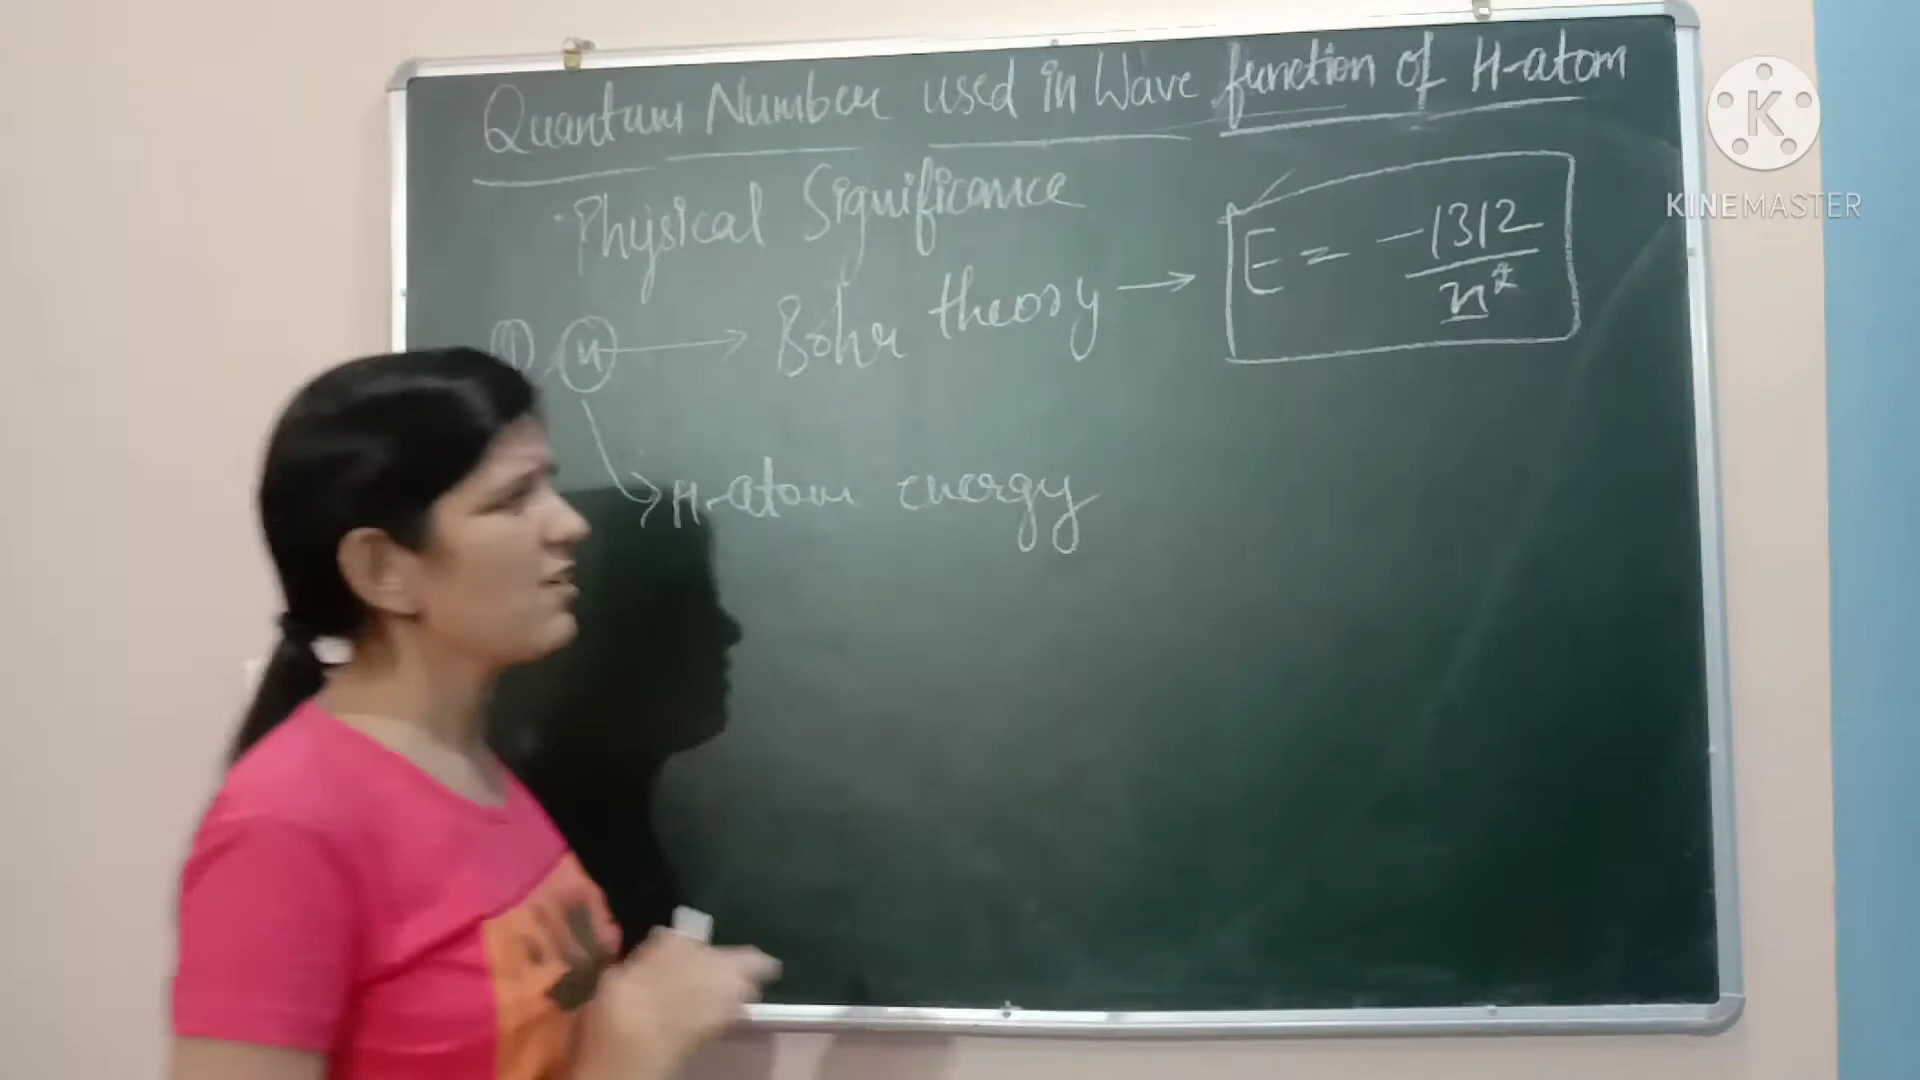 Quantum Number used in Wave function of H-atom
Physical Significance
① n → Bohr theory → E = -1312/n²
→ H-atom energy
K
KINEMASTER